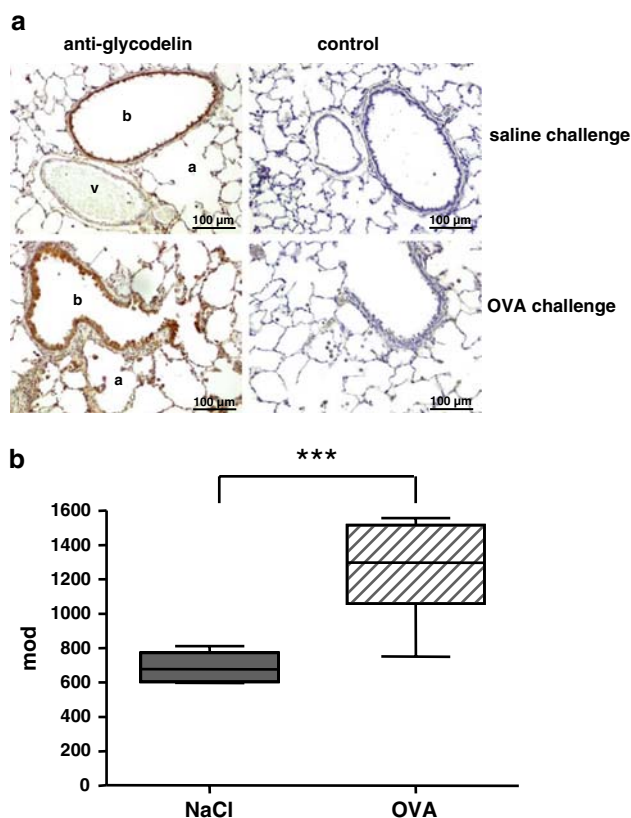 a
anti-glycodelin control
b
a
v
100 µm
100 µm
saline challenge
b
a
100 µm
100 µm
OVA challenge
b
***
1600
1400
1200
1000
800
600
400
200
0
mod
NaCl OVA